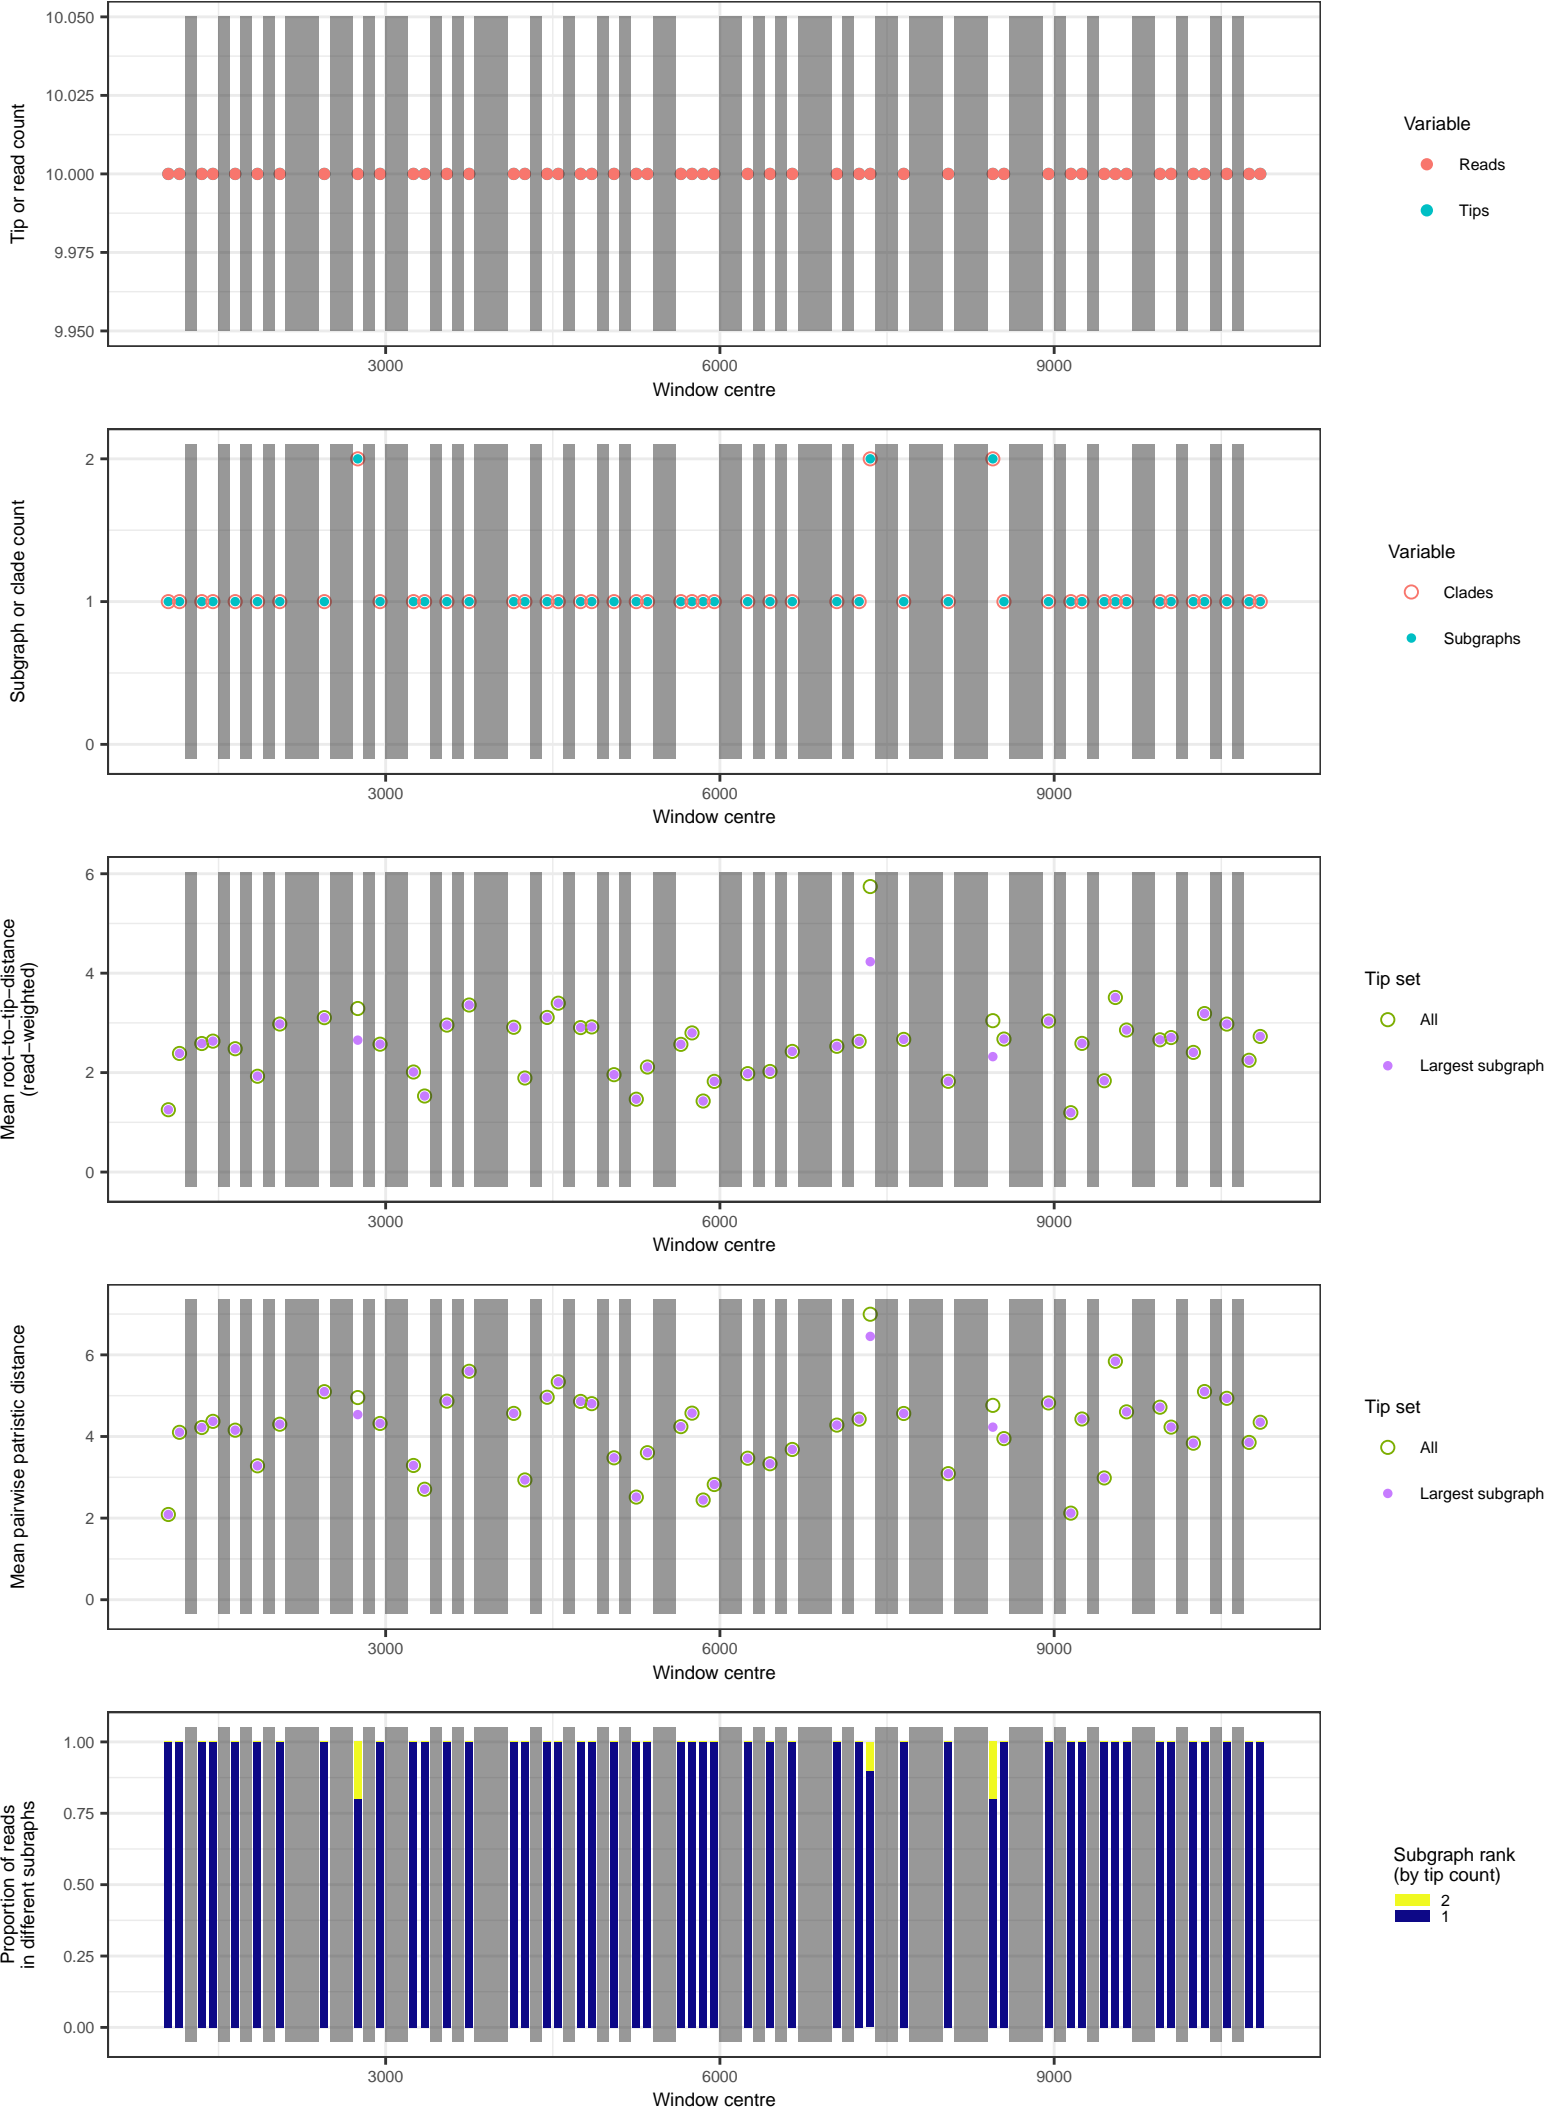 10.050
10.025
10.000
9.975
9.950
Tip or read count
3000 6000 9000
Window centre
Variable
Reads
Tips
2
1
0
Subgraph or clade count
3000 6000 9000
Window centre
Variable
Clades
Subgraphs
6
4
2
0
Mean root−to−tip−distance
(read−weighted)
3000 6000 9000
Window centre
Tip set
All
Largest subgraph
6
4
2
0
Mean pairwise patristic distance
3000 6000 9000
Window centre
Tip set
All
Largest subgraph
1.00
0.75
0.50
0.25
0.00
Proportion of reads
in different subraphs
3000 6000 9000
Window centre
Subgraph rank
(by tip count)
2
1